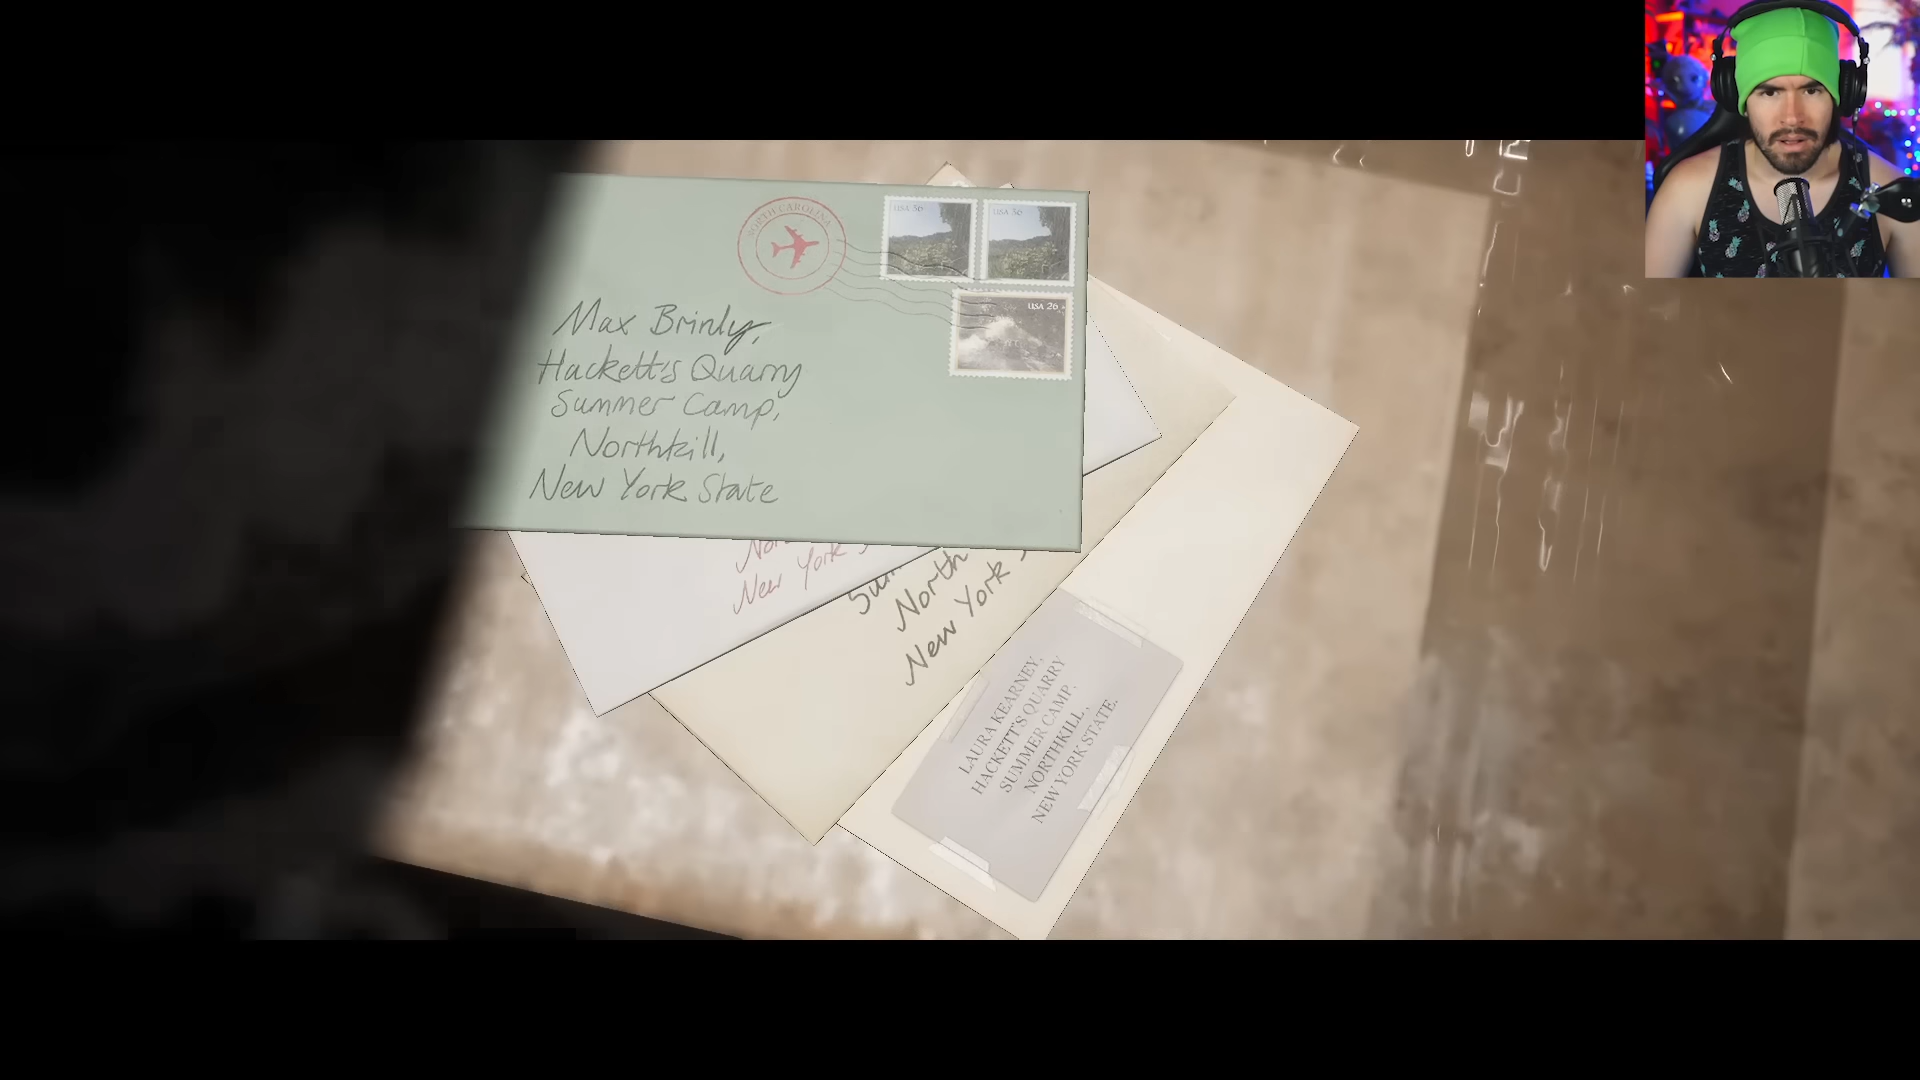 NORTH CAROLINA
USA 56
USA 56
USA 26
Max Brinly,
Hackett's Quarry
Summer Camp,
Northkill,
New York State
New York
North
New York
LAURA KEARNEY,
HACKETT'S QUARRY
SUMMER CAMP,
NORTHKILL,
NEW YORK STATE.